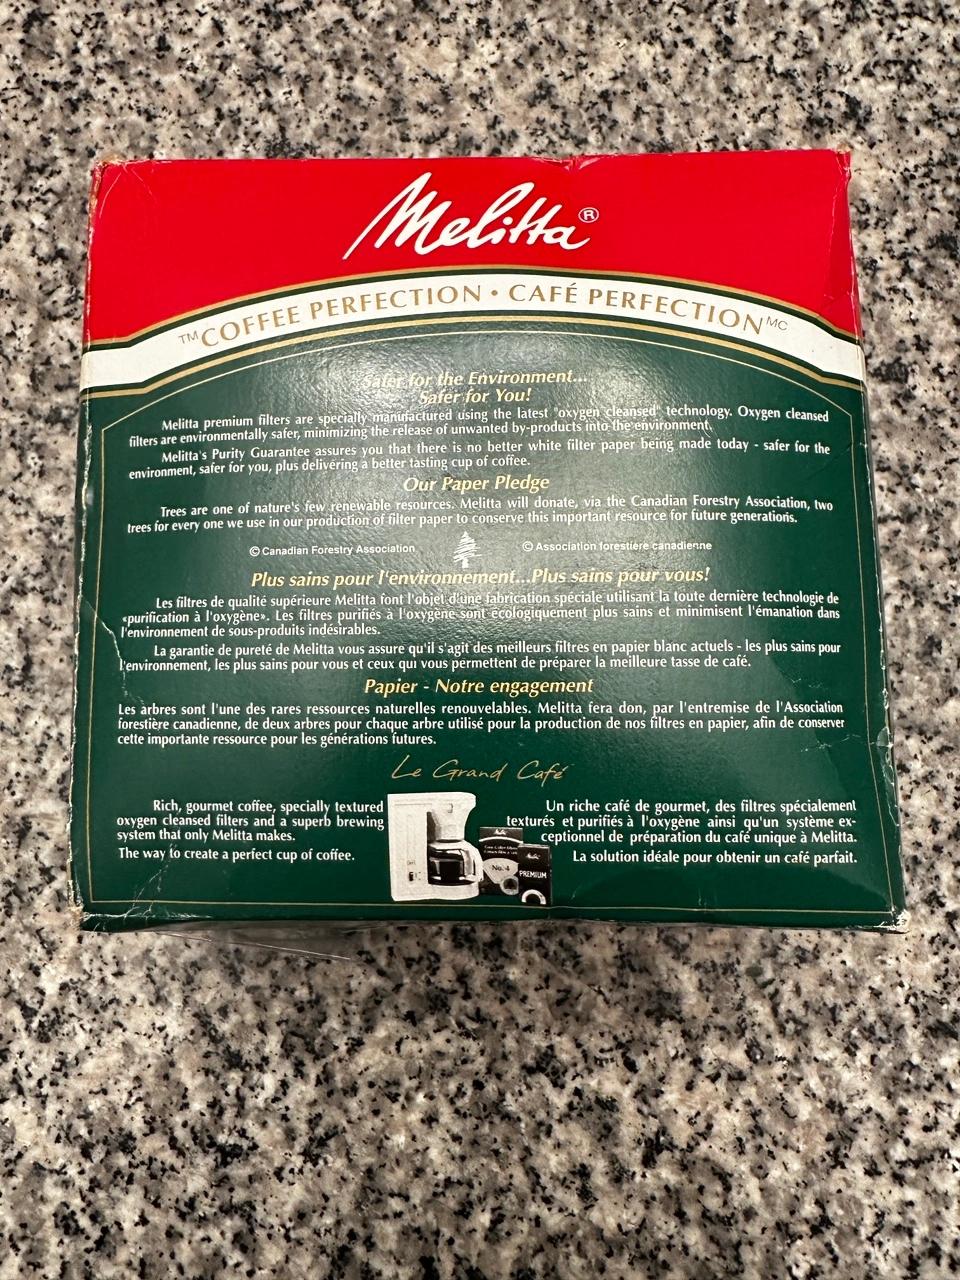 Melitta®
™COFFEE PERFECTION • CAFÉ PERFECTIONMC
Safer for the Environment...
Safer for You!
Melitta premium filters are specially manufactured using the latest "oxygen cleansed" technology. Oxygen cleansed
filters are environmentally safer, minimizing the release of unwanted by-products into the environment.
Melitta's Purity Guarantee assures you that there is no better white filter paper being made today - safer for the
environment, safer for you, plus delivering a better tasting cup of coffee.
Our Paper Pledge
Trees are one of nature's few renewable resources. Melitta will donate, via the Canadian Forestry Association, two
trees for every one we use in our production of filter paper to conserve this important resource for future generations.
© Canadian Forestry Association
© Association forestière canadienne
Plus sains pour l'environnement...Plus sains pour vous!
Les filtres de qualité supérieure Melitta font l'objet d'une fabrication spéciale utilisant la toute dernière technologie de
«purification à l'oxygène». Les filtres purifiés à l'oxygène sont écologiquement plus sains et minimisent l'émanation dans
l'environnement de sous-produits indésirables.
La garantie de pureté de Melitta vous assure qu'il s'agit des meilleurs filtres en papier blanc actuels - les plus sains pour
l'environnement, les plus sains pour vous et ceux qui vous permettent de préparer la meilleure tasse de café.
Papier - Notre engagement
Les arbres sont l'une des rares ressources naturelles renouvelables. Melitta fera don, par l'entremise de l'Association
forestière canadienne, de deux arbres pour chaque arbre utilisé pour la production de nos filtres en papier, afin de conserver
cette importante ressource pour les générations futures.
Le Grand Café
Rich, gourmet coffee, specially textured
oxygen cleansed filters and a superb brewing
system that only Melitta makes.
The way to create a perfect cup of coffee.
Melitta
No. 4
Melitta
PREMIUM
Un riche café de gourmet, des filtres spécialement
texturés et purifiés à l'oxygène ainsi qu'un système ex-
ceptionnel de préparation du café unique à Melitta.
La solution idéale pour obtenir un café parfait.